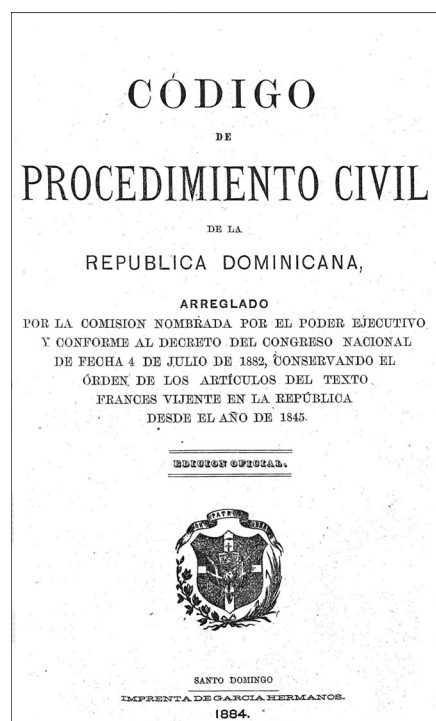 CÓDIGO
DE
PROCEDIMIENTO CIVIL
DE LA
REPUBLICA DOMINICANA,
ARREGLADO
POR LA COMISION NOMBRADA POR EL PODER EJECUTIVO
Y CONFORME AL DECRETO DEL CONGRESO NACIONAL
DE FECHA 4 DE JULIO DE 1882, CONSERVANDO EL
ÓRDEN DE LOS ARTÍCULOS DEL TEXTO
FRANCES VIJENTE EN LA REPÚBLICA
DESDE EL AÑO DE 1845.
EDICION OFICIAL.
PATRIA
SANTO DOMINGO
IMPRENTA DE GARCIA HERMANOS.
1884.